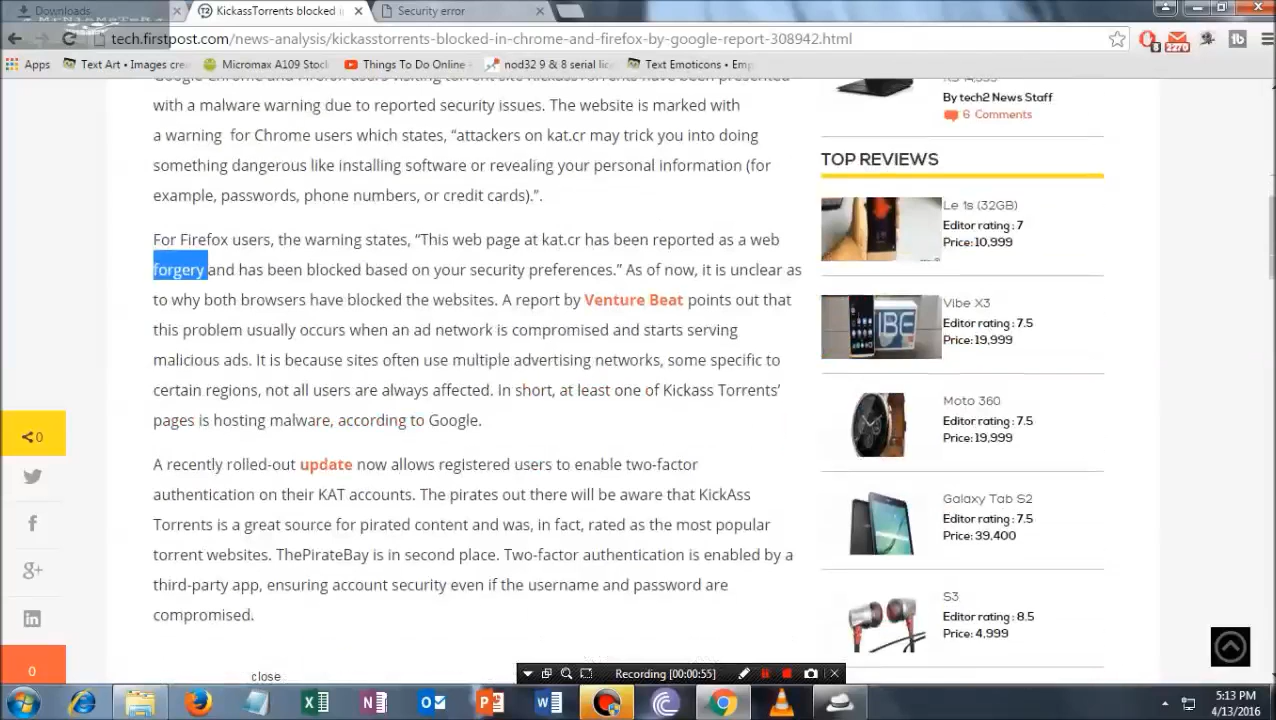 Downloads
KickassTorrents blocked i
Security error
tech.firstpost.com/news-analysis/kickasstorrents-blocked-in-chrome-and-firefox-by-google-report-308942.html
8
2270
Apps
Text Art - Images cre
Micromax A109 Stock
Things To Do Online
nod32 9 & 8 serial lic
Text Emoticons - Emp
Google Chrome and Firefox users visiting torrent site KickassTorrents have been presented
with a malware warning due to reported security issues. The website is marked with
a warning for Chrome users which states, “attackers on kat.cr may trick you into doing
something dangerous like installing software or revealing your personal information (for
example, passwords, phone numbers, or credit cards).”.
For Firefox users, the warning states, “This web page at kat.cr has been reported as a web
forgery and has been blocked based on your security preferences.” As of now, it is unclear as
to why both browsers have blocked the websites. A report by Venture Beat points out that
this problem usually occurs when an ad network is compromised and starts serving
malicious ads. It is because sites often use multiple advertising networks, some specific to
certain regions, not all users are always affected. In short, at least one of Kickass Torrents’
pages is hosting malware, according to Google.
A recently rolled-out update now allows registered users to enable two-factor
authentication on their KAT accounts. The pirates out there will be aware that KickAss
Torrents is a great source for pirated content and was, in fact, rated as the most popular
torrent websites. ThePirateBay is in second place. Two-factor authentication is enabled by a
third-party app, ensuring account security even if the username and password are
compromised.
close
0
0
By tech2 News Staff
6 Comments
TOP REVIEWS
Le 1s (32GB)
Editor rating : 7
Price: 10,999
Vibe X3
Editor rating : 7.5
Price: 19,999
Moto 360
Editor rating : 7.5
Price: 19,999
Galaxy Tab S2
Editor rating : 7.5
Price: 39,400
S3
Editor rating : 8.5
Price: 4,999
Recording [00:00:55]
5:13 PM
4/13/2016